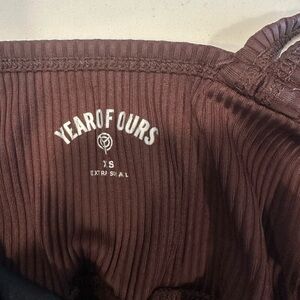 YEAR OF OURS
XS
EXTRA SMALL